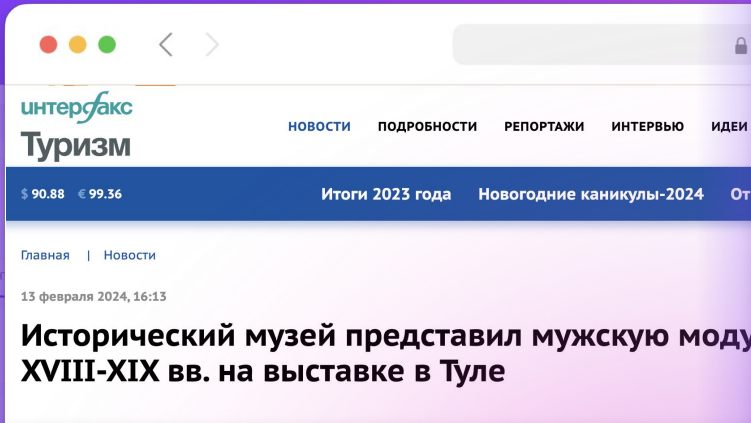 интерфакс
Туризм
НОВОСТИ ПОДРОБНОСТИ РЕПОРТАЖИ ИНТЕРВЬЮ ИДЕИ
$ 90.88 € 99.36 Итоги 2023 года Новогодние каникулы-2024 От
Главная | Новости
13 февраля 2024, 16:13
Исторический музей представил мужскую моду
XVIII-XIX вв. на выставке в Туле